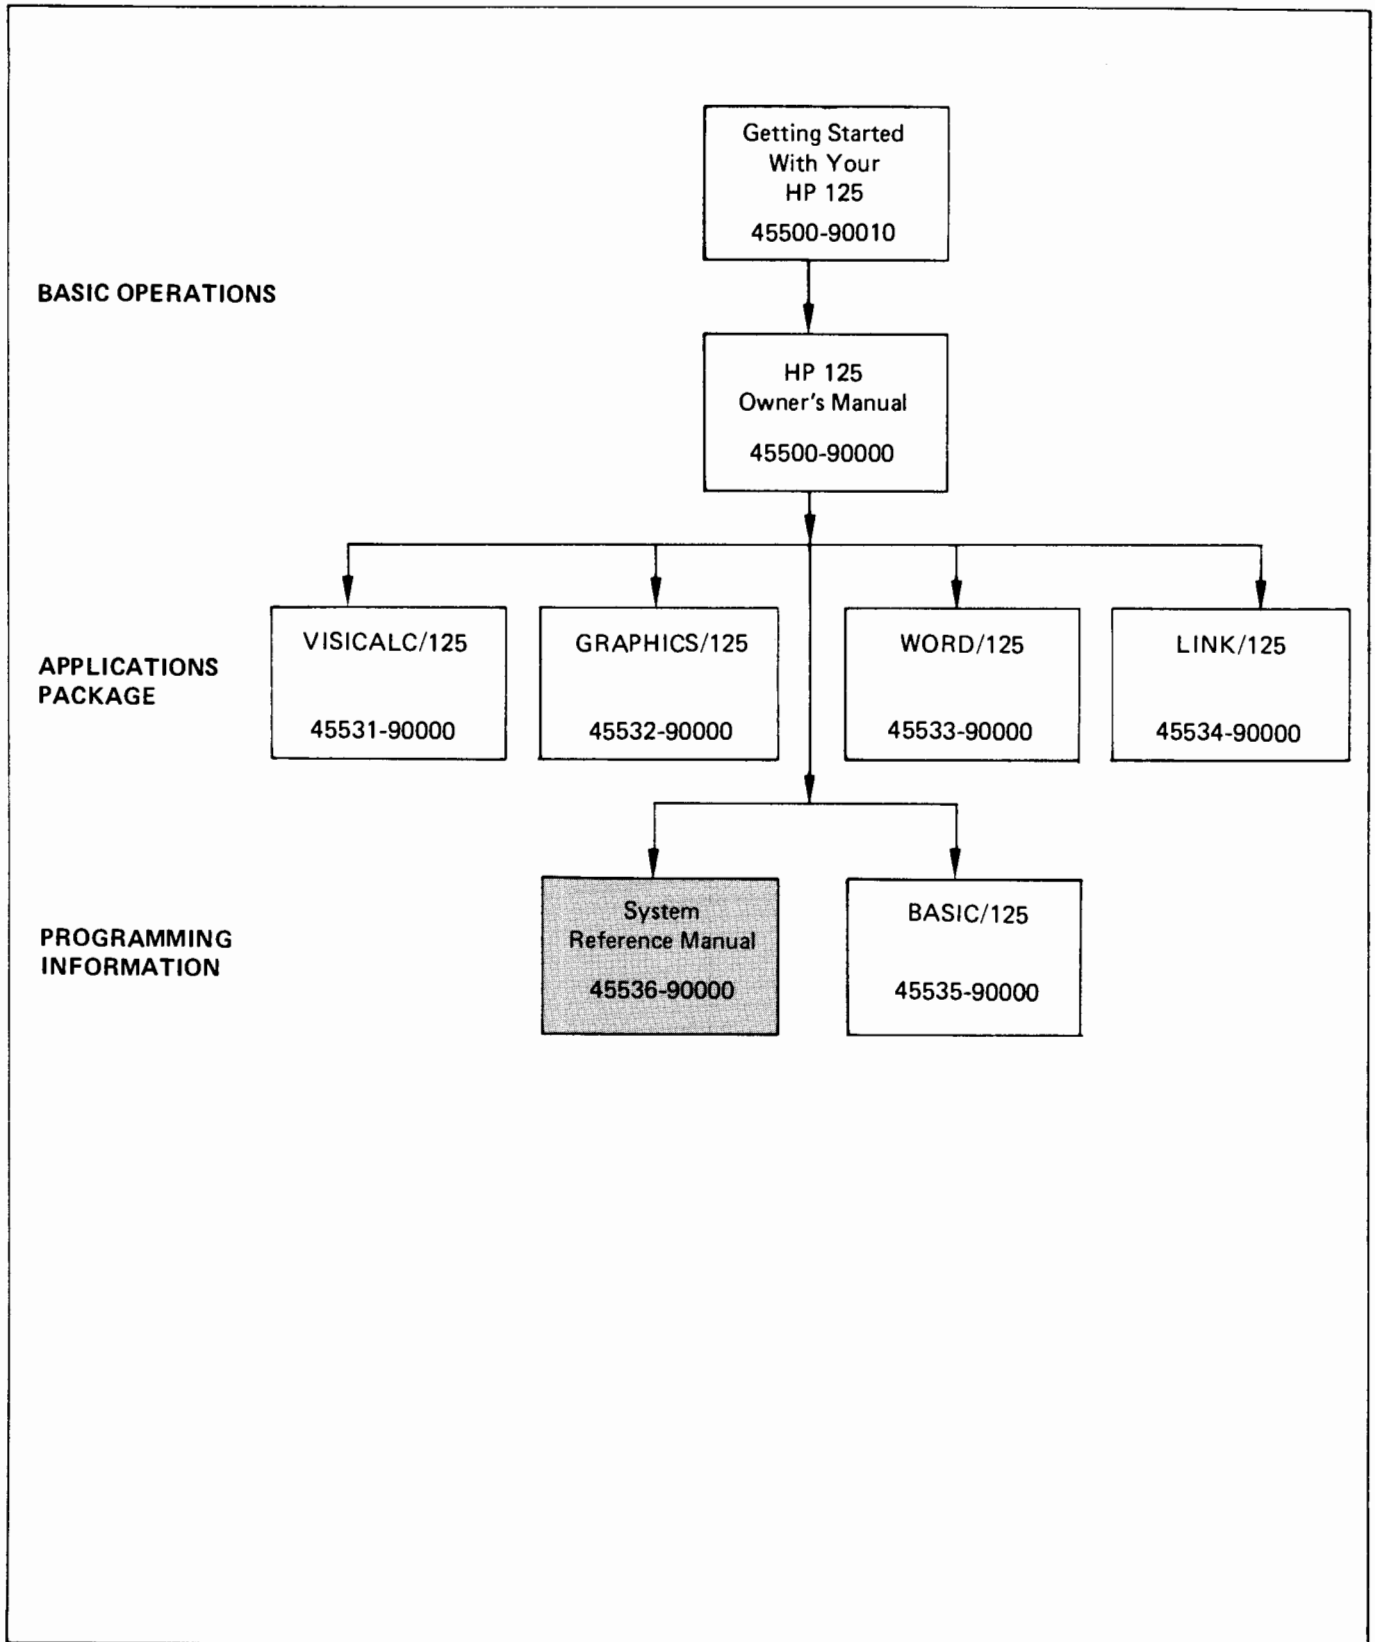 Getting Started
With Your
HP 125
45500-90010
BASIC OPERATIONS
HP 125
Owner's Manual
45500-90000
APPLICATIONS
PACKAGE
VISICALC/125
45531-90000
GRAPHICS/125
45532-90000
WORD/125
45533-90000
LINK/125
45534-90000
PROGRAMMING
INFORMATION
System
Reference Manual
45536-90000
BASIC/125
45535-90000